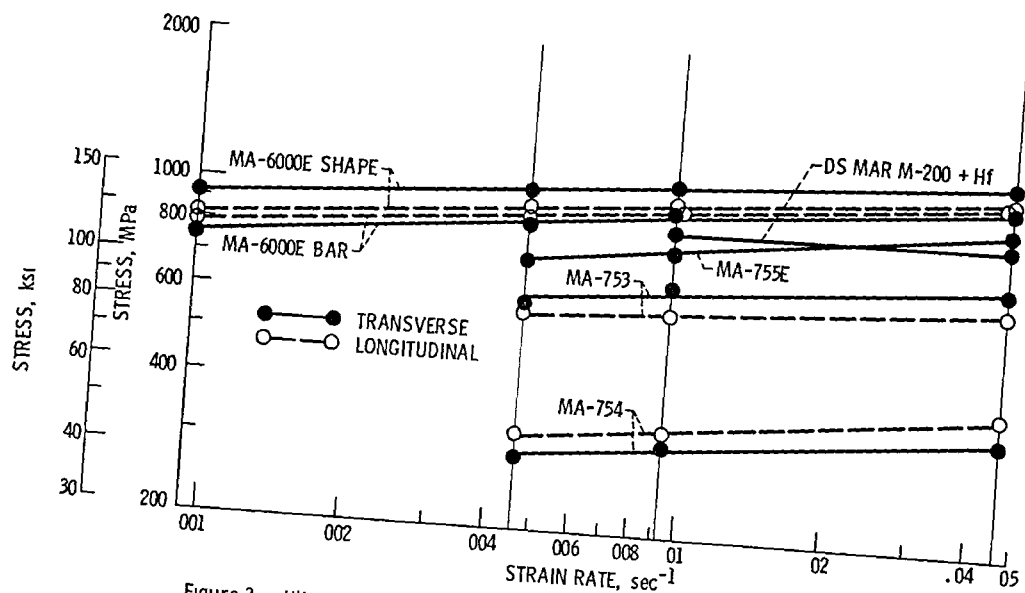 2000
150
1000
MA-6000E SHAPE
DS MAR M-200 + Hf
800
100
MA-6000E BAR
MA-755E
80
600
MA-753
TRANSVERSE
LONGITUDINAL
60
400
MA-754
40
30
200
STRESS, ksi
STRESS, MPa
001
002
004
006
008
01
02
.04
05
STRAIN RATE, sec-1